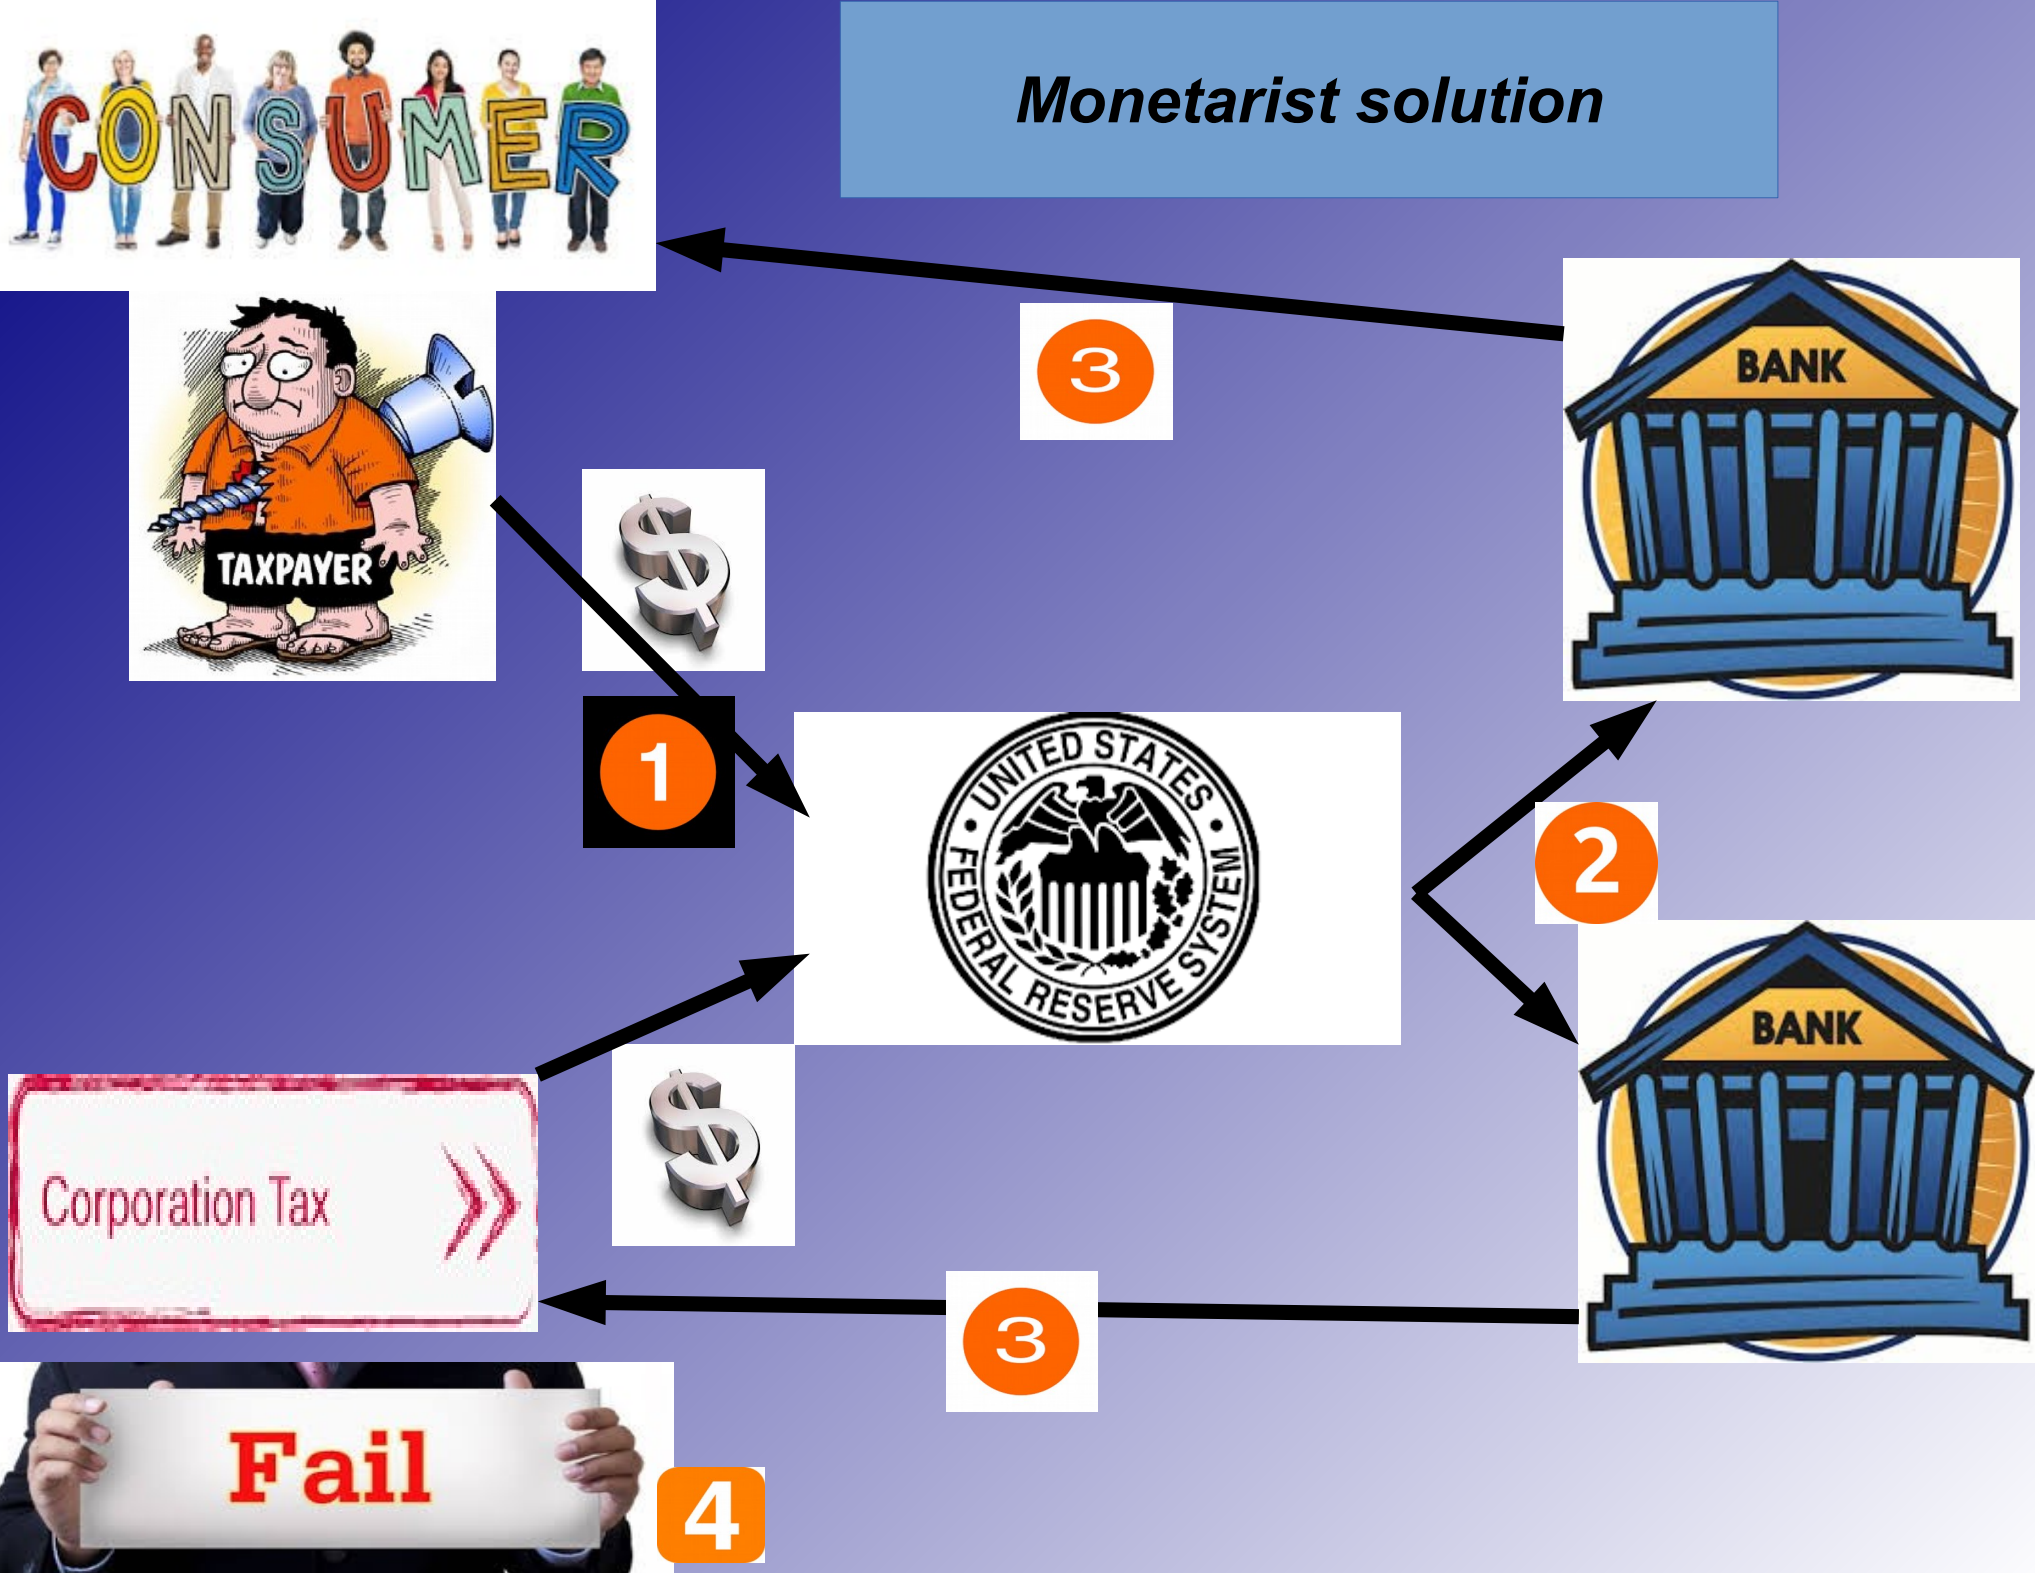 CONSUMER
Monetarist solution
BANK
3
TAXPAYER
1
UNITED STATES
FEDERAL RESERVE SYSTEM
2
BANK
Corporation Tax
3
Fail
4